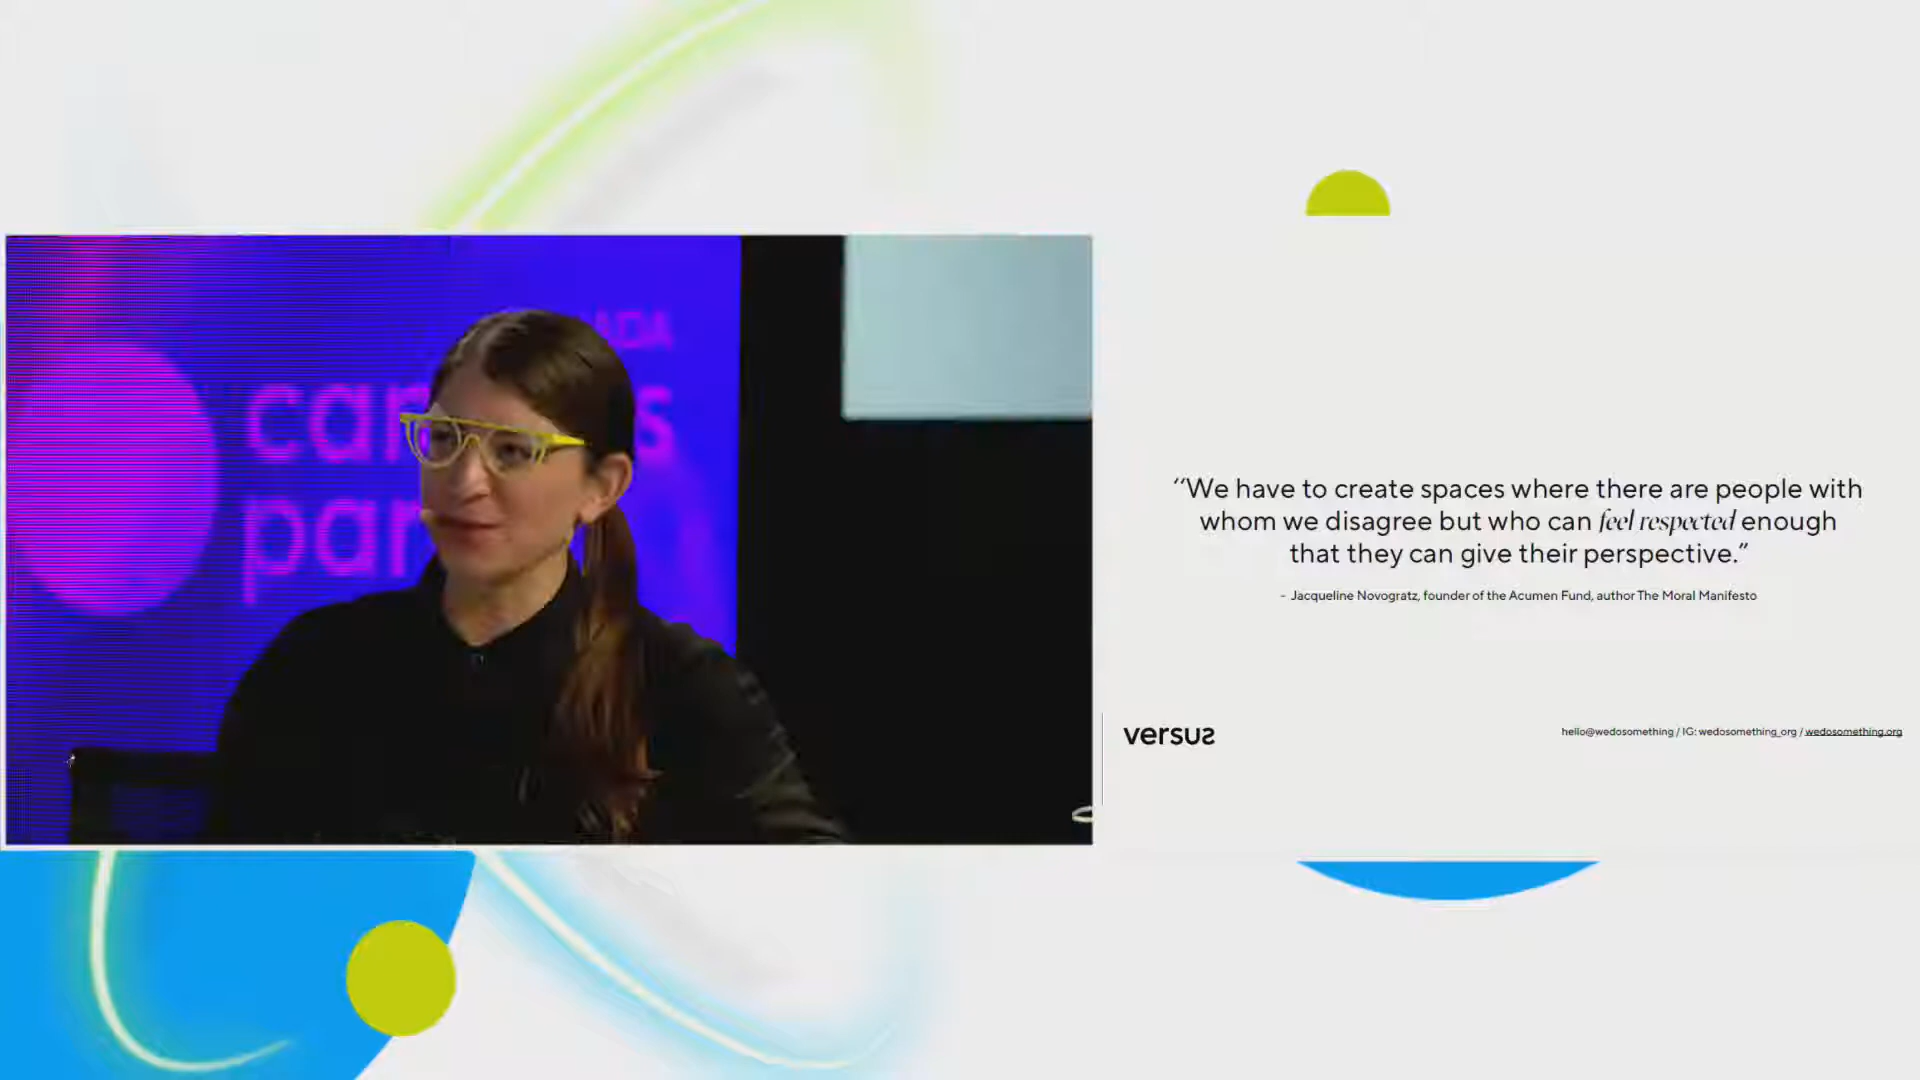 ADA
“We have to create spaces where there are people with
whom we disagree but who can feel respected enough
that they can give their perspective.”
- Jacqueline Novogratz, founder of the Acumen Fund, author The Moral Manifesto
versus
hello@wedosomething / IG: wedosomething_org / wedosomething.org